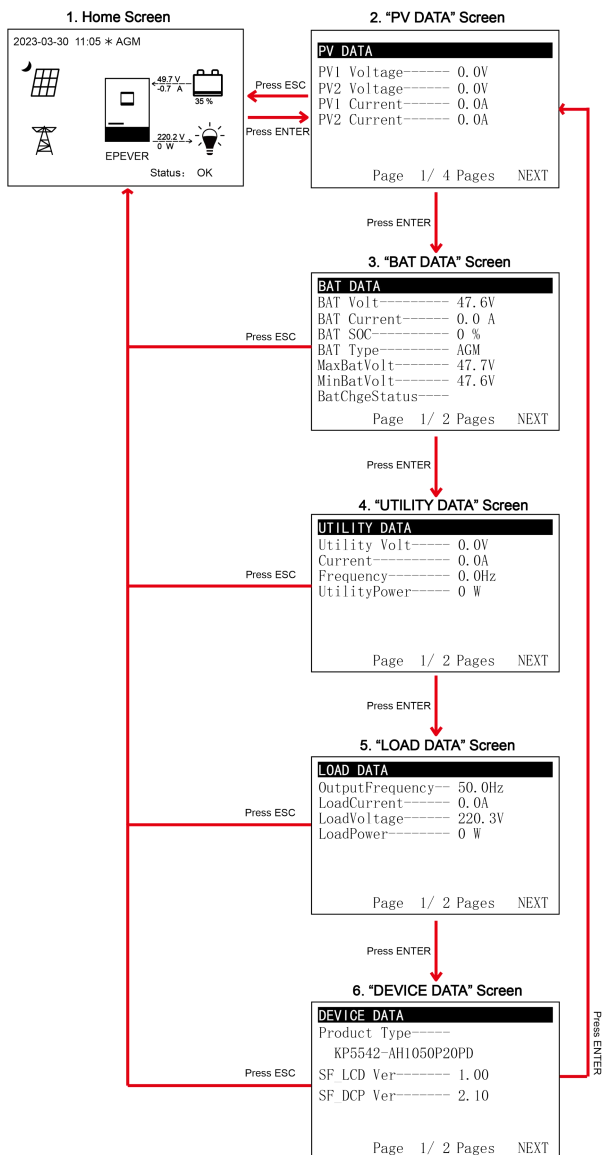 1. Home Screen
2023-03-30 11:05 ＊ AGM
49.7 V
-0.7 A
35 %
220.2 V
0 W
EPEVER
Status: OK
Press ESC
Press ENTER
2. “PV DATA” Screen
PV DATA
PV1 Voltage------ 0.0V
PV2 Voltage------ 0.0V
PV1 Current------ 0.0A
PV2 Current------ 0.0A
Page 1/ 4 Pages NEXT
Press ENTER
3. “BAT DATA” Screen
BAT DATA
BAT Volt--------- 47.6V
BAT Current------ 0.0 A
BAT SOC---------- 0 %
BAT Type--------- AGM
MaxBatVolt------- 47.7V
MinBatVolt------- 47.6V
BatChgeStatus----
Page 1/ 2 Pages NEXT
Press ESC
Press ENTER
4. “UTILITY DATA” Screen
UTILITY DATA
Utility Volt----- 0.0V
Current---------- 0.0A
Frequency-------- 0.0Hz
UtilityPower----- 0 W
Page 1/ 2 Pages NEXT
Press ESC
Press ENTER
5. “LOAD DATA” Screen
LOAD DATA
OutputFrequency-- 50.0Hz
LoadCurrent------ 0.0A
LoadVoltage------ 220.3V
LoadPower-------- 0 W
Page 1/ 2 Pages NEXT
Press ESC
Press ENTER
6. “DEVICE DATA” Screen
DEVICE DATA
Product Type-----
KP5542-AH1050P20PD
SF_LCD Ver------- 1.00
SF_DCP Ver------- 2.10
Page 1/ 2 Pages NEXT
Press ESC
Press ENTER